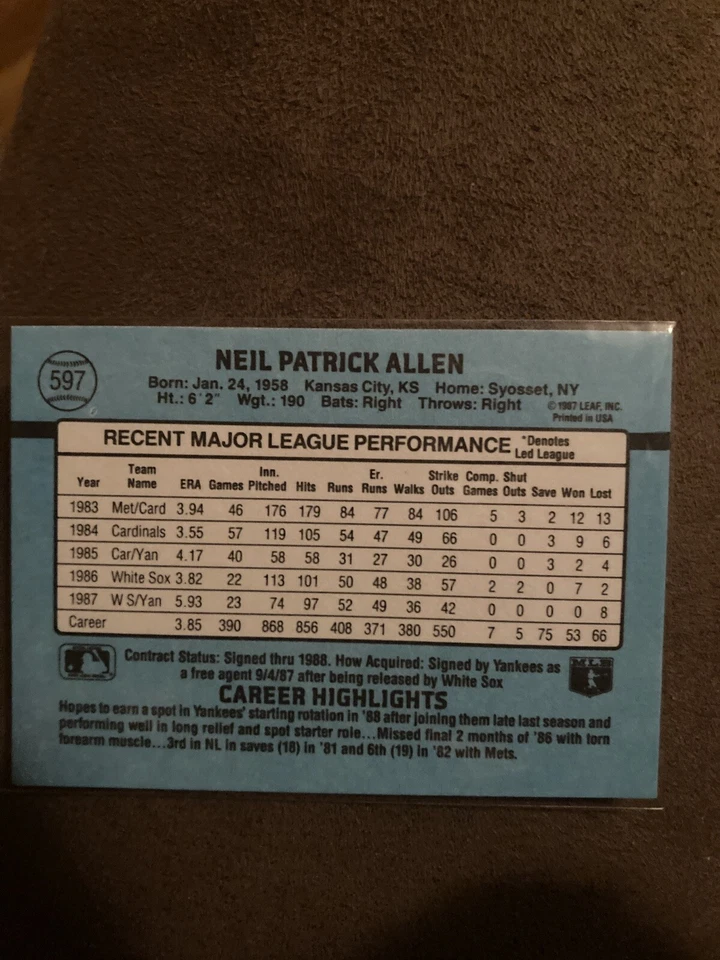 NEIL PATRICK ALLEN
597
Born: Jan. 24, 1958 Kansas City, KS Home: Syosset, NY
Ht.: 6'2" Wgt.: 190 Bats: Right Throws: Right
©1987 LEAF, INC.
Printed in USA
RECENT MAJOR LEAGUE PERFORMANCE *Denotes Led League
Year Team Name ERA Games Inn. Pitched Hits Runs Er. Runs Walks Strike Outs Comp. Games Shut Outs Save Won Lost
1983 Met/Card 3.94 46 176 179 84 77 84 106 5 3 2 12 13
1984 Cardinals 3.55 57 119 105 54 47 49 66 0 0 3 9 6
1985 Car/Yan 4.17 40 58 58 31 27 30 26 0 0 3 2 4
1986 White Sox 3.82 22 113 101 50 48 38 57 2 2 0 7 2
1987 W S/Yan 5.93 23 74 97 52 49 36 42 0 0 0 0 8
Career 3.85 390 868 856 408 371 380 550 7 5 75 53 66
Contract Status: Signed thru 1988. How Acquired: Signed by Yankees as
a free agent 9/4/87 after being released by White Sox
MLB
CAREER HIGHLIGHTS
Hopes to earn a spot in Yankees' starting rotation in '88 after joining them late last season and
performing well in long relief and spot starter role...Missed final 2 months of '86 with torn
forearm muscle...3rd in NL in saves (18) in '81 and 6th (19) in '82 with Mets.